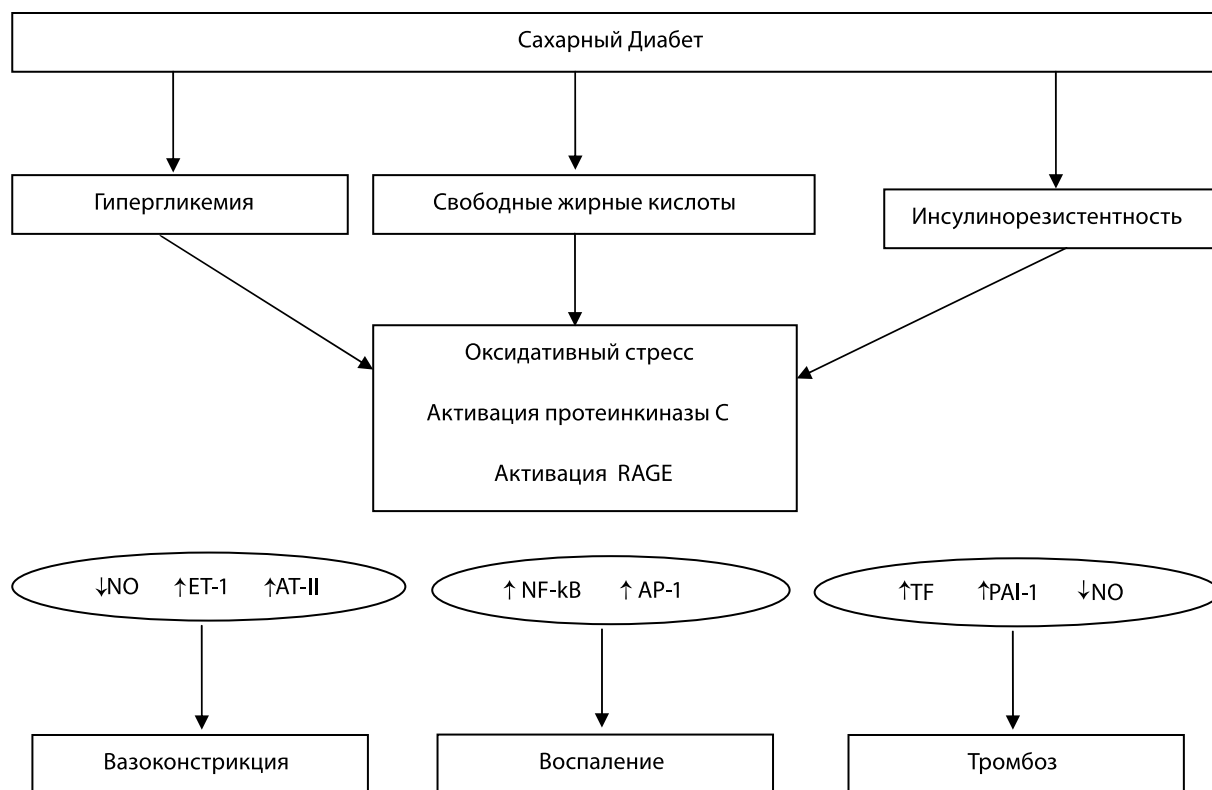 Сахарный Диабет
Гипергликемия
Свободные жирные кислоты
Инсулинорезистентность
Оксидативный стресс
Активация протеинкиназы С
Активация RAGE
↓NO ↑ET-1 ↑AT-II
↑ NF-kB ↑ AP-1
↑TF ↑PAI-1 ↓NO
Вазоконстрикция
Воспаление
Тромбоз